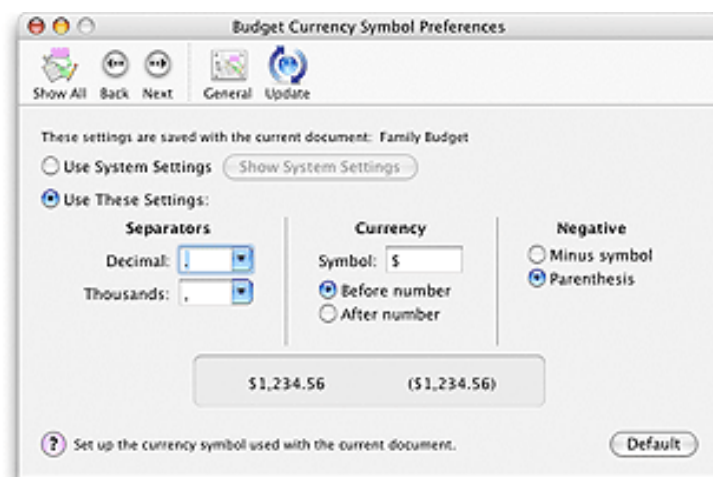 Budget Currency Symbol Preferences
Show All Back Next General Update
These settings are saved with the current document: Family Budget
Use System Settings Show System Settings
Use These Settings:
Separators Currency Negative
Decimal: . Symbol: $ Minus symbol
Thousands: , Before number Parenthesis
After number
$1,234.56 ($1,234.56)
? Set up the currency symbol used with the current document. Default